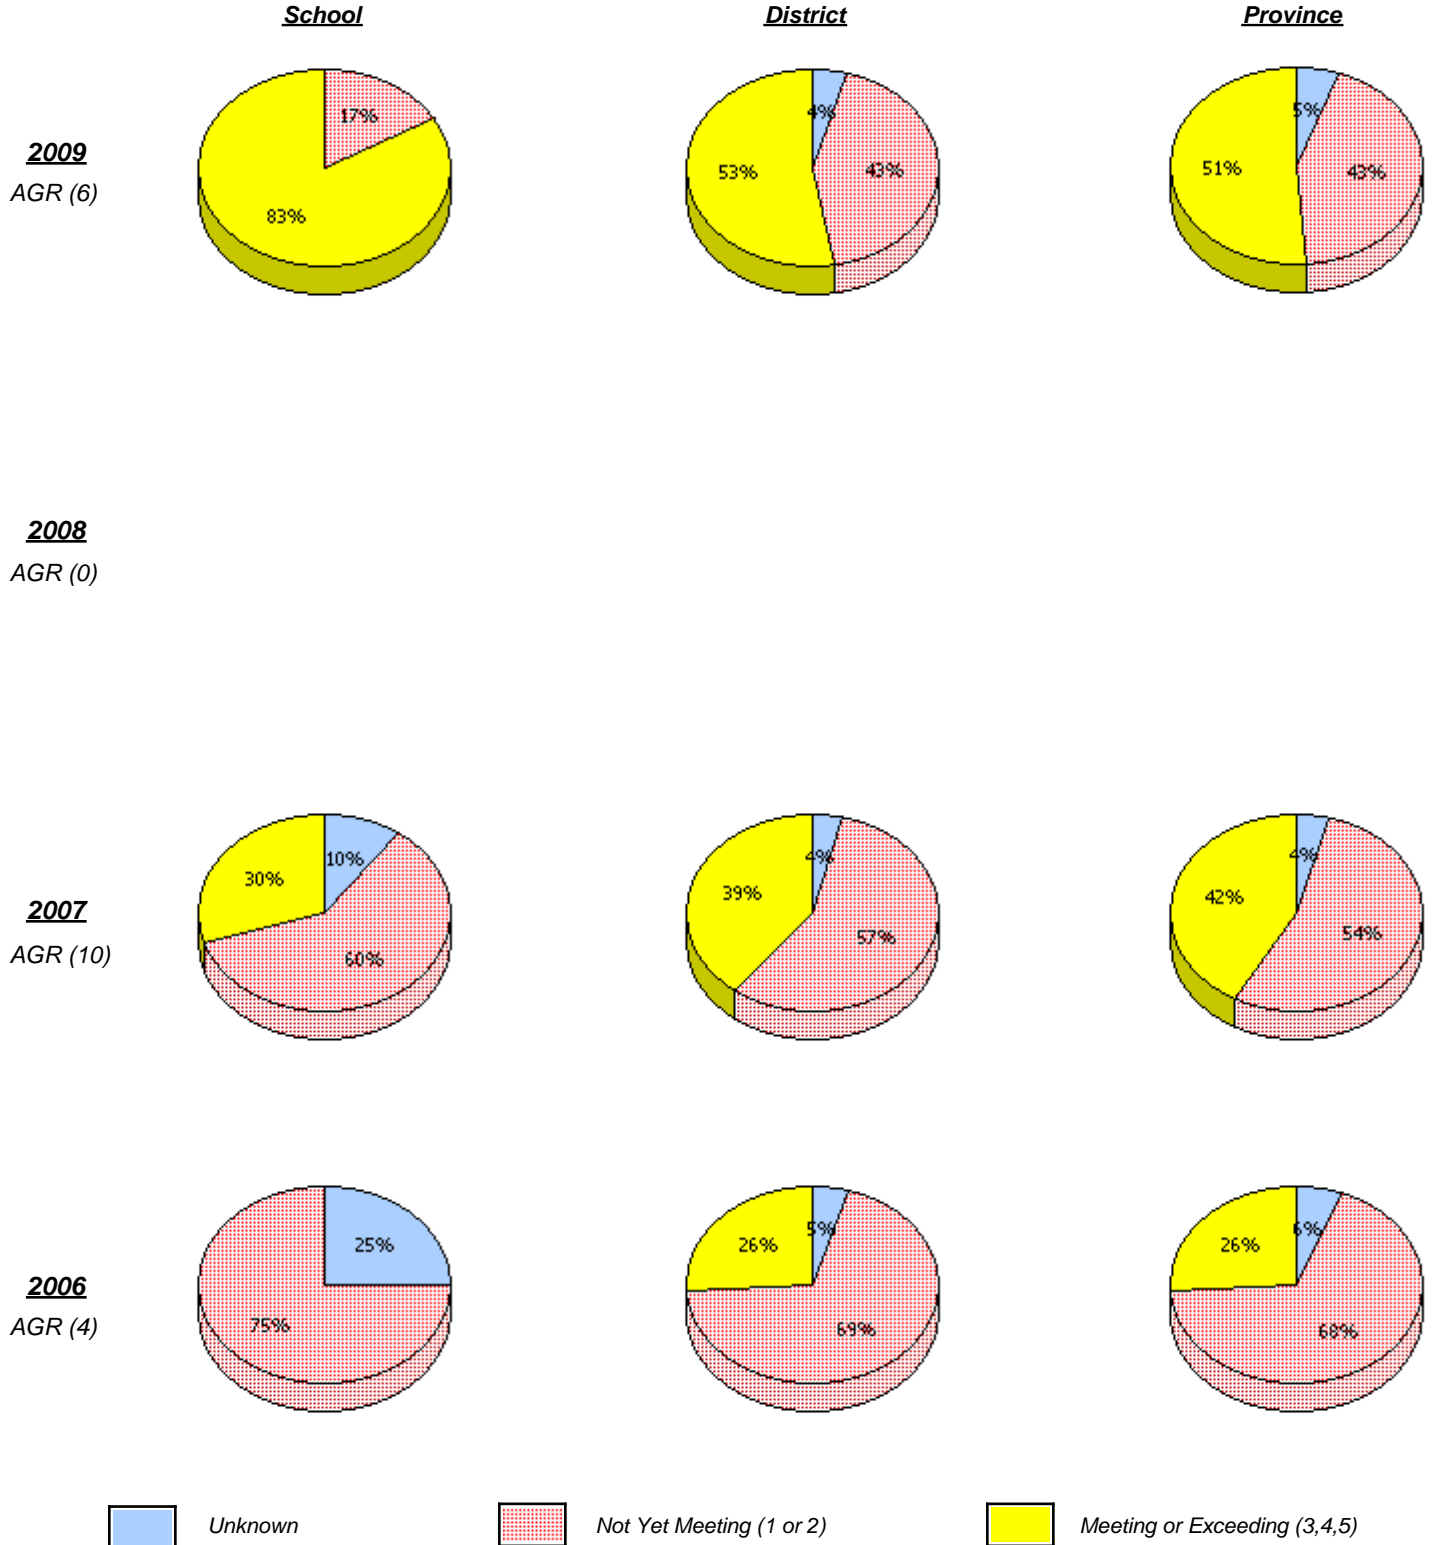 School District Province
17% 4% 5%
2009
53% 43% 51% 43%
AGR (6)
83%
2008
AGR (0)
10% 4% 4%
30% 39% 42%
2007
60% 57% 54%
AGR (10)
25% 26% 5% 26% 6%
2006
AGR (4)
75% 69% 68%
Unknown Not Yet Meeting (1 or 2) Meeting or Exceeding (3,4,5)